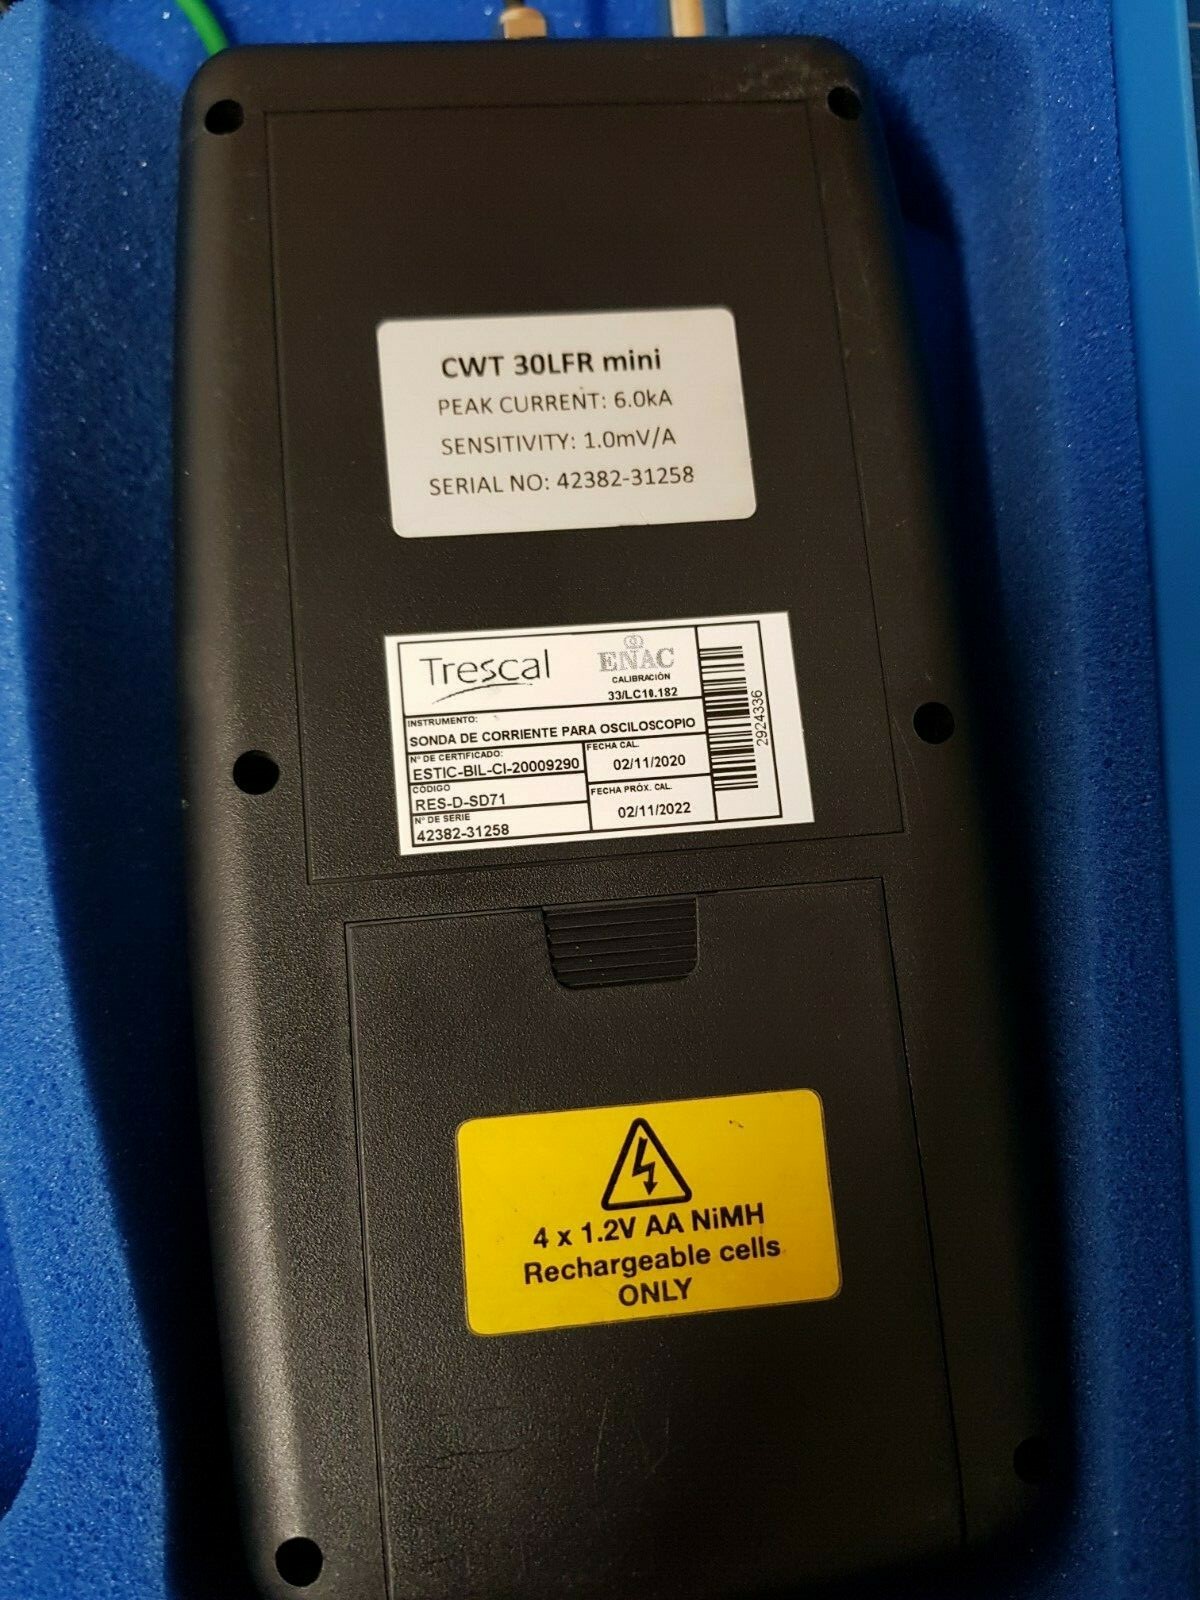 CWT 30LFR mini
PEAK CURRENT: 6.0kA
SENSITIVITY: 1.0mV/A
SERIAL NO: 42382-31258
Trescal
ENAC
CALIBRACIÓN
33/LC10.182
INSTRUMENTO:
SONDA DE CORRIENTE PARA OSCILOSCOPIO
Nº DE CERTIFICADO:
ESTIC-BIL-CI-20009290
FECHA CAL.
02/11/2020
CÓDIGO
RES-D-SD71
FECHA PRÓX. CAL.
02/11/2022
Nº DE SERIE
42382-31258
2924336
4 x 1.2V AA NiMH
Rechargeable cells
ONLY